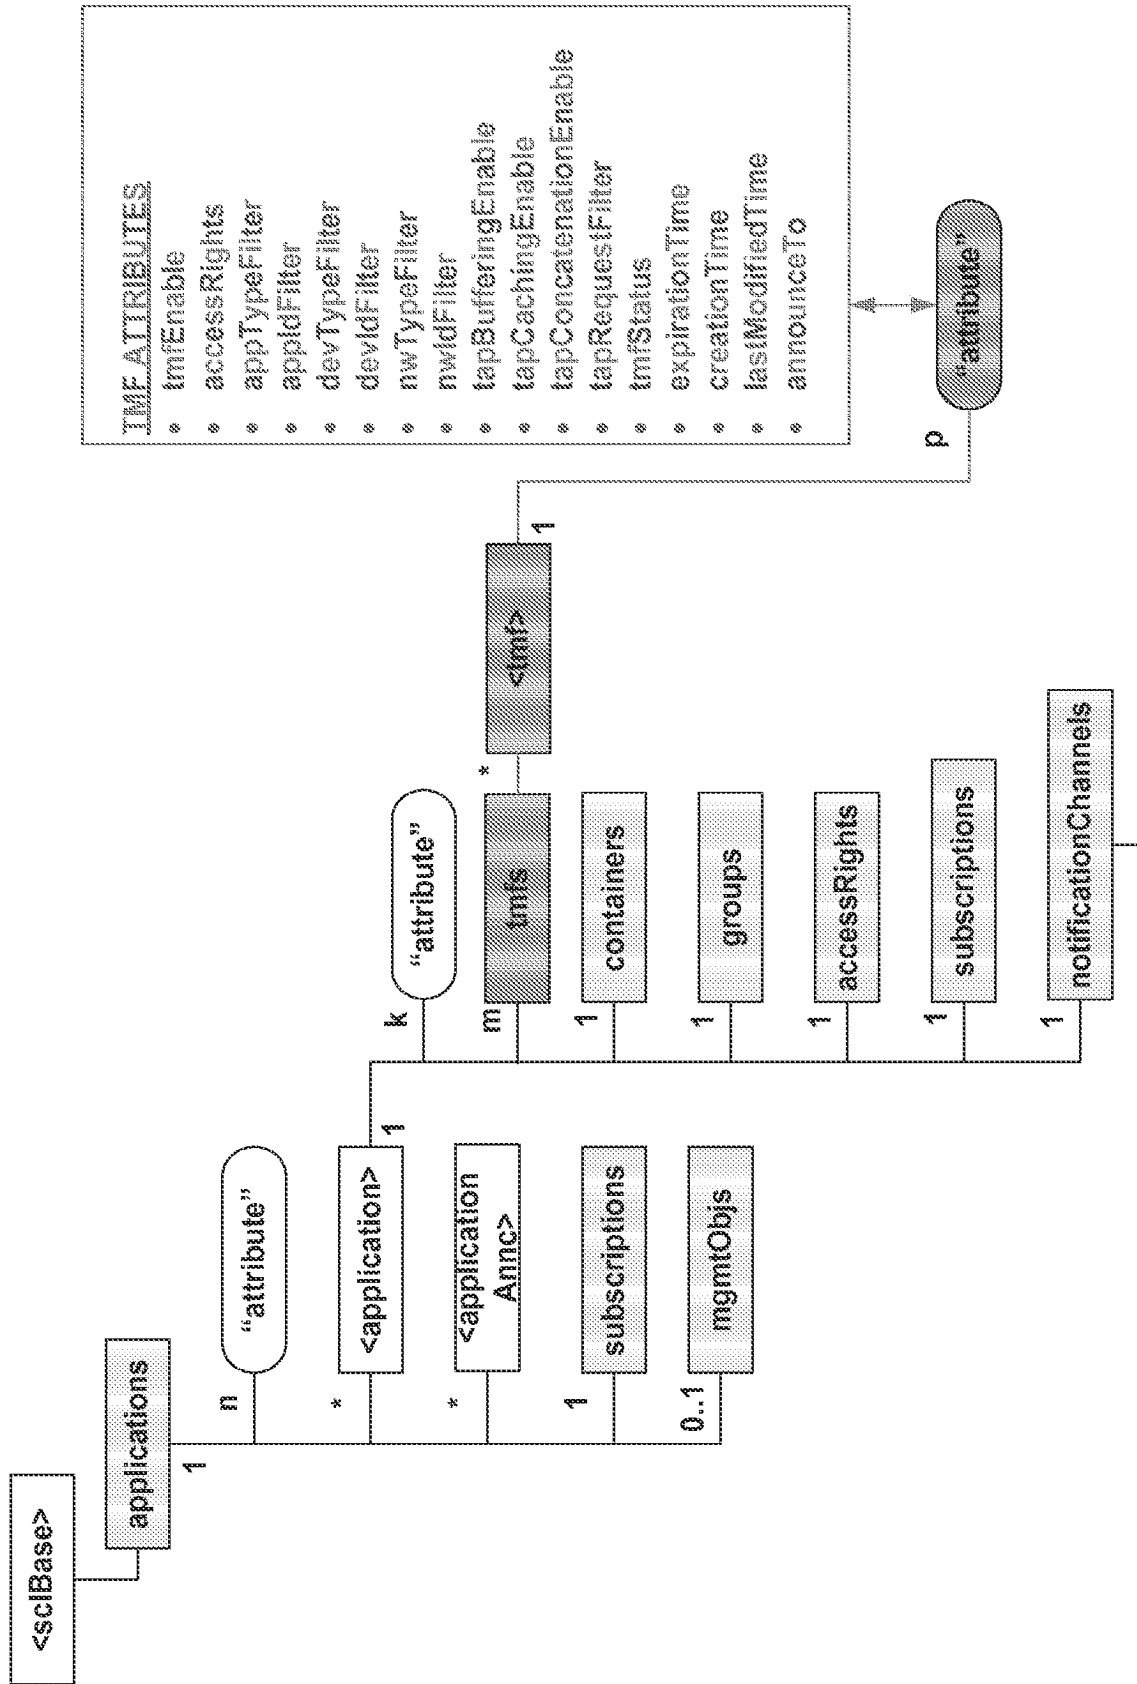 <sclBase>
applications
1
n
"attribute"
*
<application>
1
*
<application
Annc>
1
subscriptions
0..1
mgmtObjs
k
“attribute”
m
tmfs
*
<tmf>
1
1
containers
1
groups
1
accessRights
1
subscriptions
1
notificationChannels
p
“attribute”
TMF ATTRIBUTES
• tmfEnable
• accessRights
• appTypeFilter
• appIdFilter
• devTypeFilter
• devIdFilter
• nwTypeFilter
• nwIdFilter
• tapBufferingEnable
• tapCachingEnable
• tapConcatenationEnable
• tapRequestFilter
• tmfStatus
• expirationTime
• creationTime
• lastModifiedTime
• announceTo